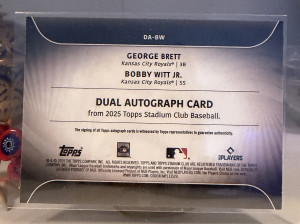 DA-BW
GEORGE BRETT
Kansas City Royals® | 3B
BOBBY WITT JR.
Kansas City Royals® | SS
DUAL AUTOGRAPH CARD
from 2025 Topps Stadium Club Baseball.
The signing of all Topps autograph cards is witnessed by Topps representatives to guarantee authenticity.
Topps
PLAYERS